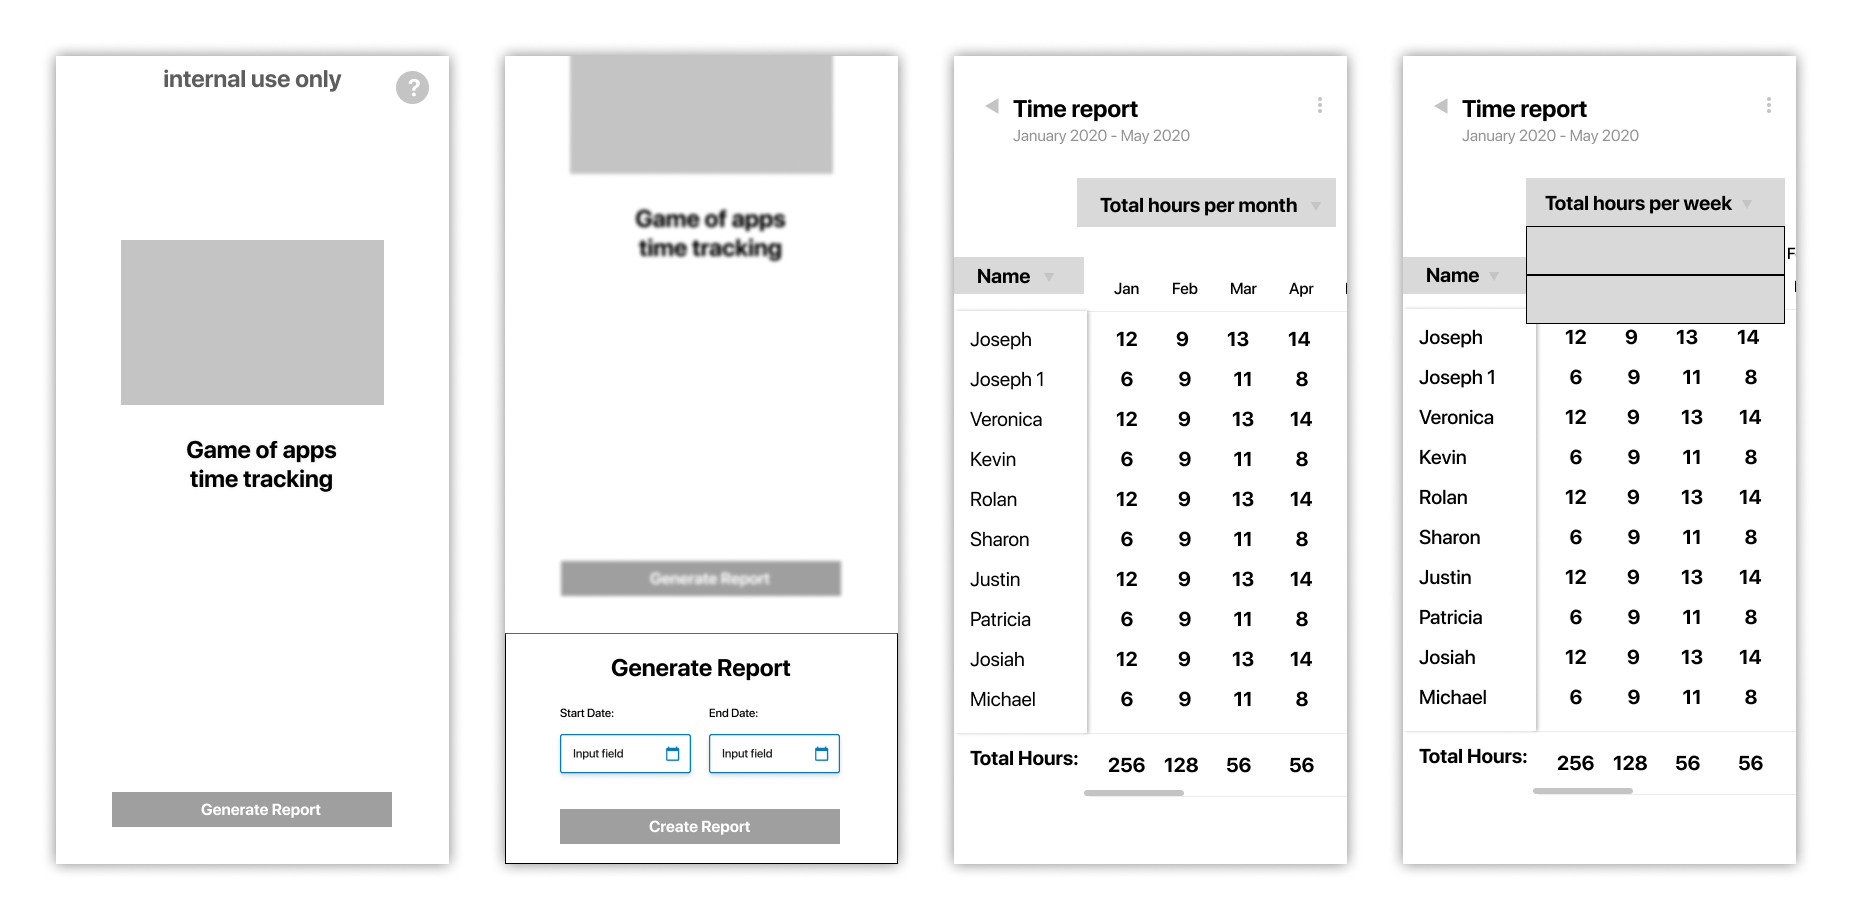 internal use only
?
Game of apps
time tracking
Generate Report
Game of apps
time tracking
Generate Report
Generate Report
Start Date: End Date:
Input field Input field
Create Report
Time report
January 2020 - May 2020
Total hours per month
Name Jan Feb Mar Apr
Joseph 12 9 13 14
Joseph 1 6 9 11 8
Veronica 12 9 13 14
Kevin 6 9 11 8
Rolan 12 9 13 14
Sharon 6 9 11 8
Justin 12 9 13 14
Patricia 6 9 11 8
Josiah 12 9 13 14
Michael 6 9 11 8
Total Hours: 256 128 56 56
Time report
January 2020 - May 2020
Total hours per week
Name
Joseph 12 9 13 14
Joseph 1 6 9 11 8
Veronica 12 9 13 14
Kevin 6 9 11 8
Rolan 12 9 13 14
Sharon 6 9 11 8
Justin 12 9 13 14
Patricia 6 9 11 8
Josiah 12 9 13 14
Michael 6 9 11 8
Total Hours: 256 128 56 56